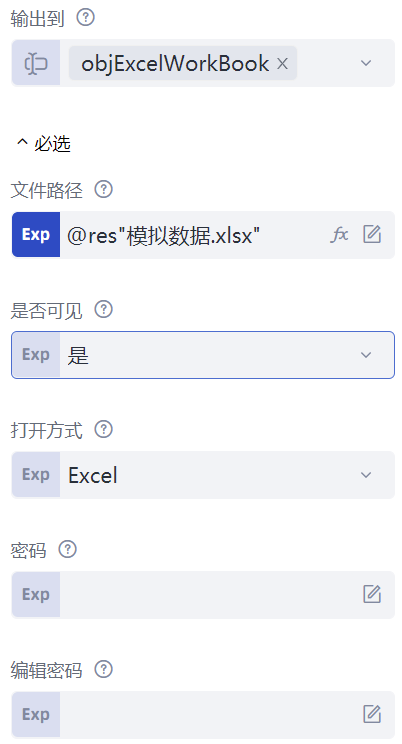 输出到
objExcelWorkBook
必选
文件路径
Exp @res"模拟数据.xlsx" fx
是否可见
Exp 是
打开方式
Exp Excel
密码
Exp
编辑密码
Exp